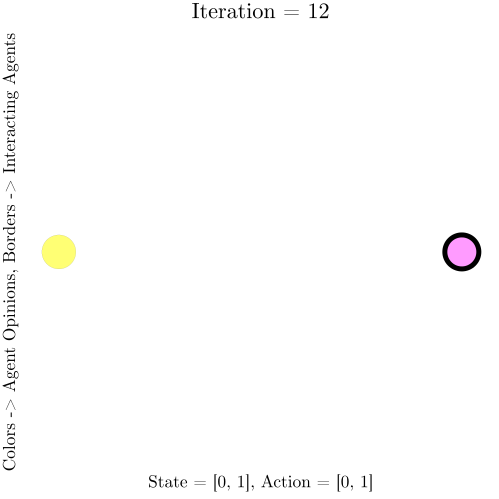 Iteration = 12
Colors -> Agent Opinions, Borders -> Interacting Agents
State = [0, 1], Action = [0, 1]